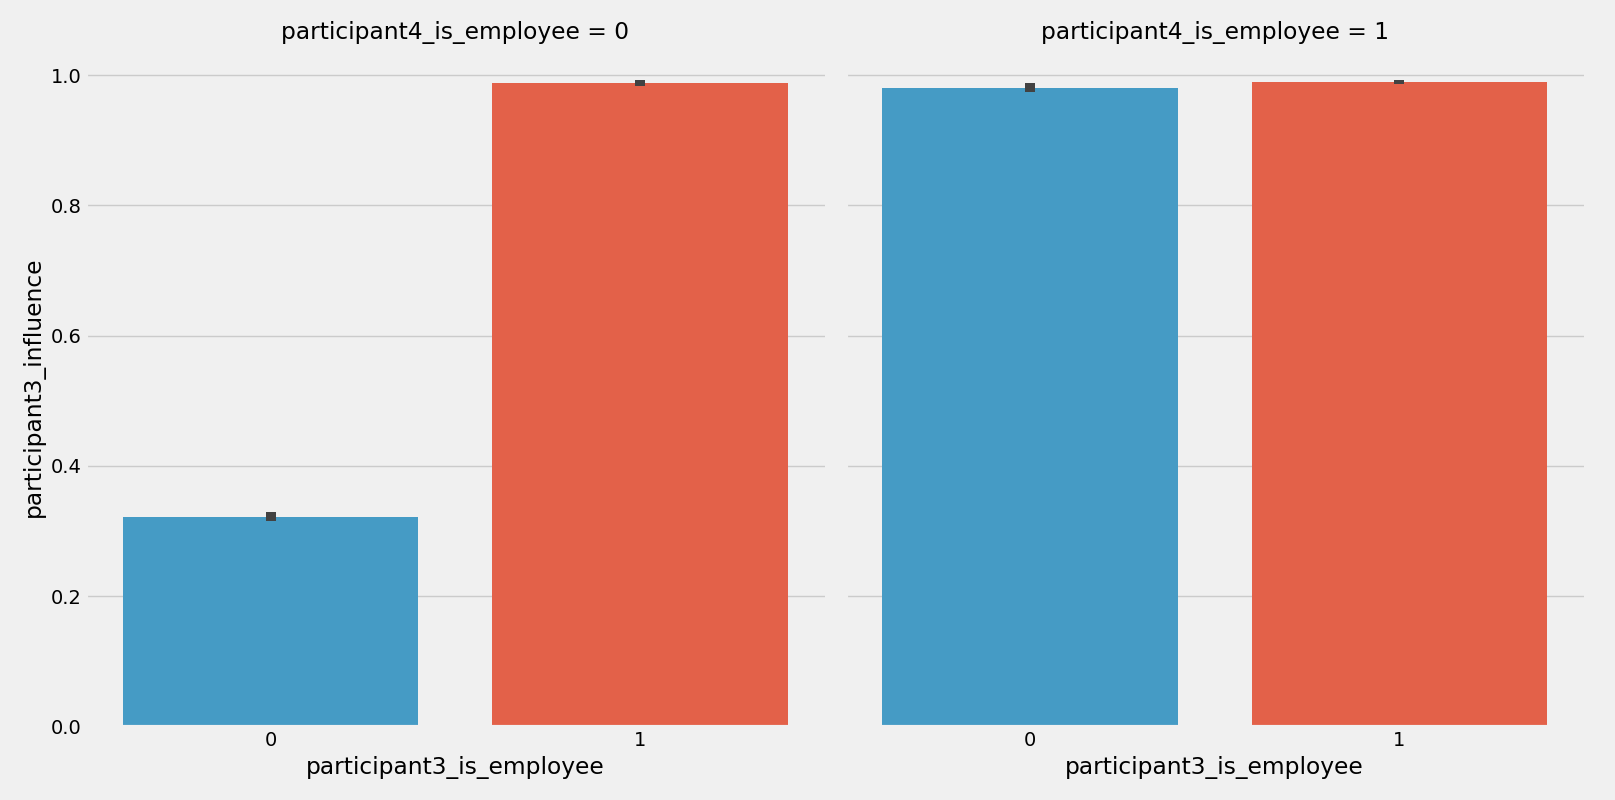 participant4_is_employee = 0
participant4_is_employee = 1
participant3_influence
1.0
0.8
0.6
0.4
0.2
0.0
0
1
0
1
participant3_is_employee
participant3_is_employee